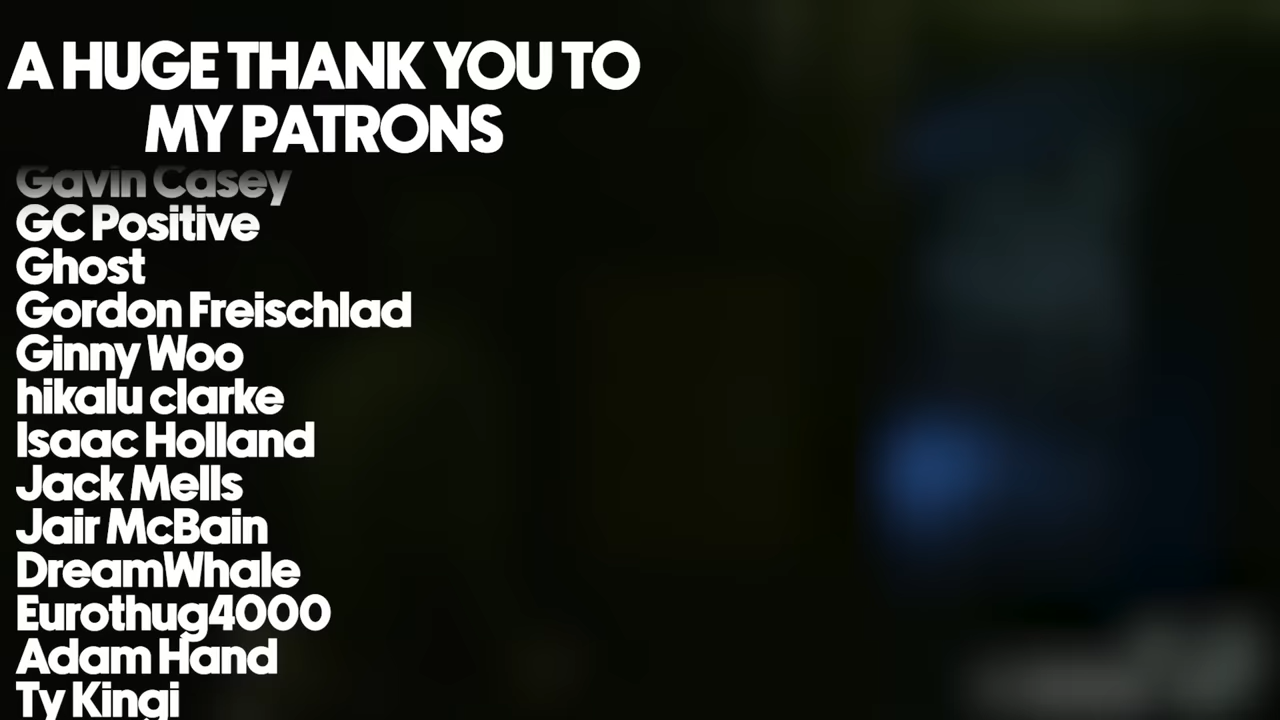 A HUGE THANK YOU TO
MY PATRONS
Gavin Casey
GC Positive
Ghost
Gordon Freischlad
Ginny Woo
hikalu clarke
Isaac Holland
Jack Mells
Jair McBain
DreamWhale
Eurothug4000
Adam Hand
Ty Kingi